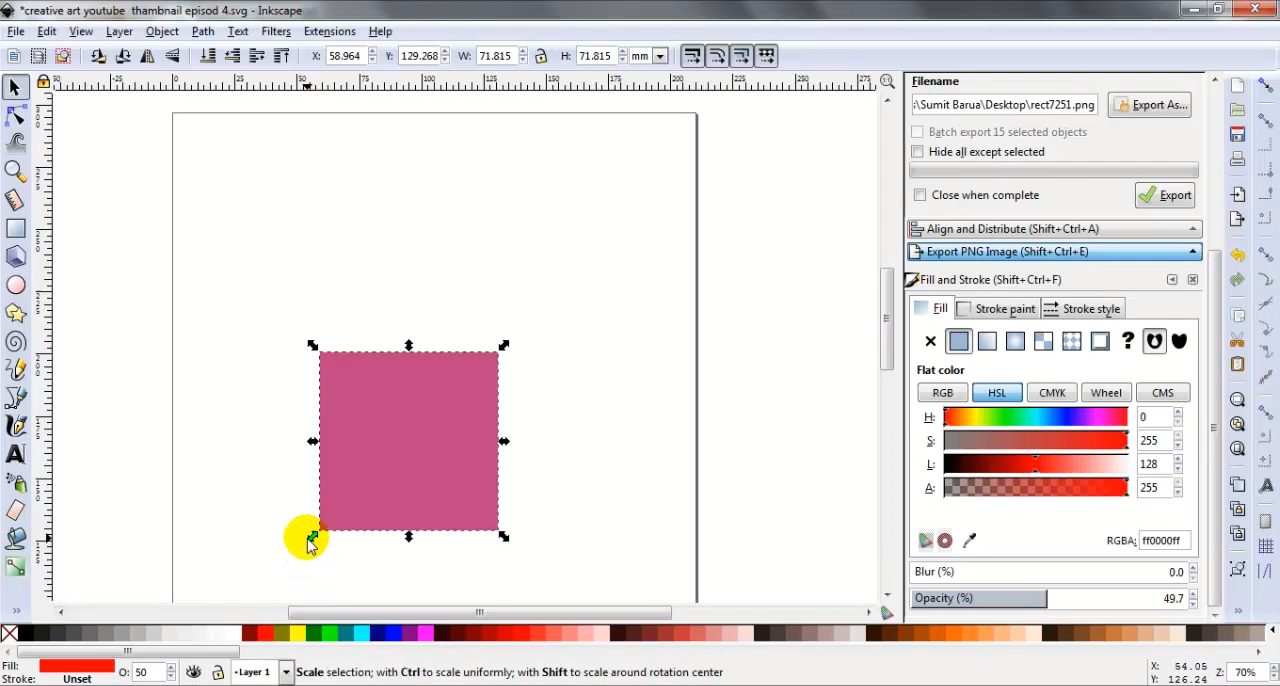 *creative art youtube  thumbnail episod 4.svg - Inkscape
File Edit View Layer Object Path Text Filters Extensions Help
X: 58.964 Y: 129.268 W: 71.815 H: 71.815 mm
Filename
:\Sumit Barua\Desktop\rect7251.png Export As...
Batch export 15 selected objects
Hide all except selected
Close when complete Export
Align and Distribute (Shift+Ctrl+A)
Export PNG Image (Shift+Ctrl+E)
Fill and Stroke (Shift+Ctrl+F)
Fill Stroke paint Stroke style
Flat color
RGB HSL CMYK Wheel CMS
H: 0
S: 255
L: 128
A: 255
RGBA: ff0000ff
Blur (%) 0.0
Opacity (%) 49.7
Fill: O: 50 Layer 1 Scale selection; with Ctrl to scale uniformly; with Shift to scale around rotation center
Stroke: Unset
X: 54.05
Y: 126.24 Z: 70%